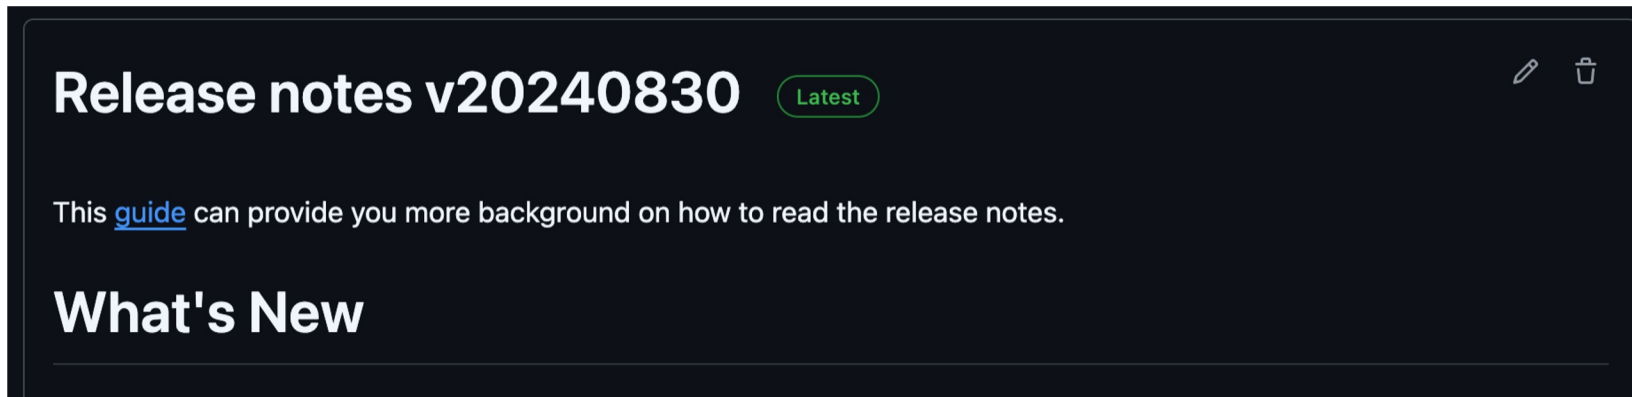 Release notes v20240830 Latest
This guide can provide you more background on how to read the release notes.
What's New